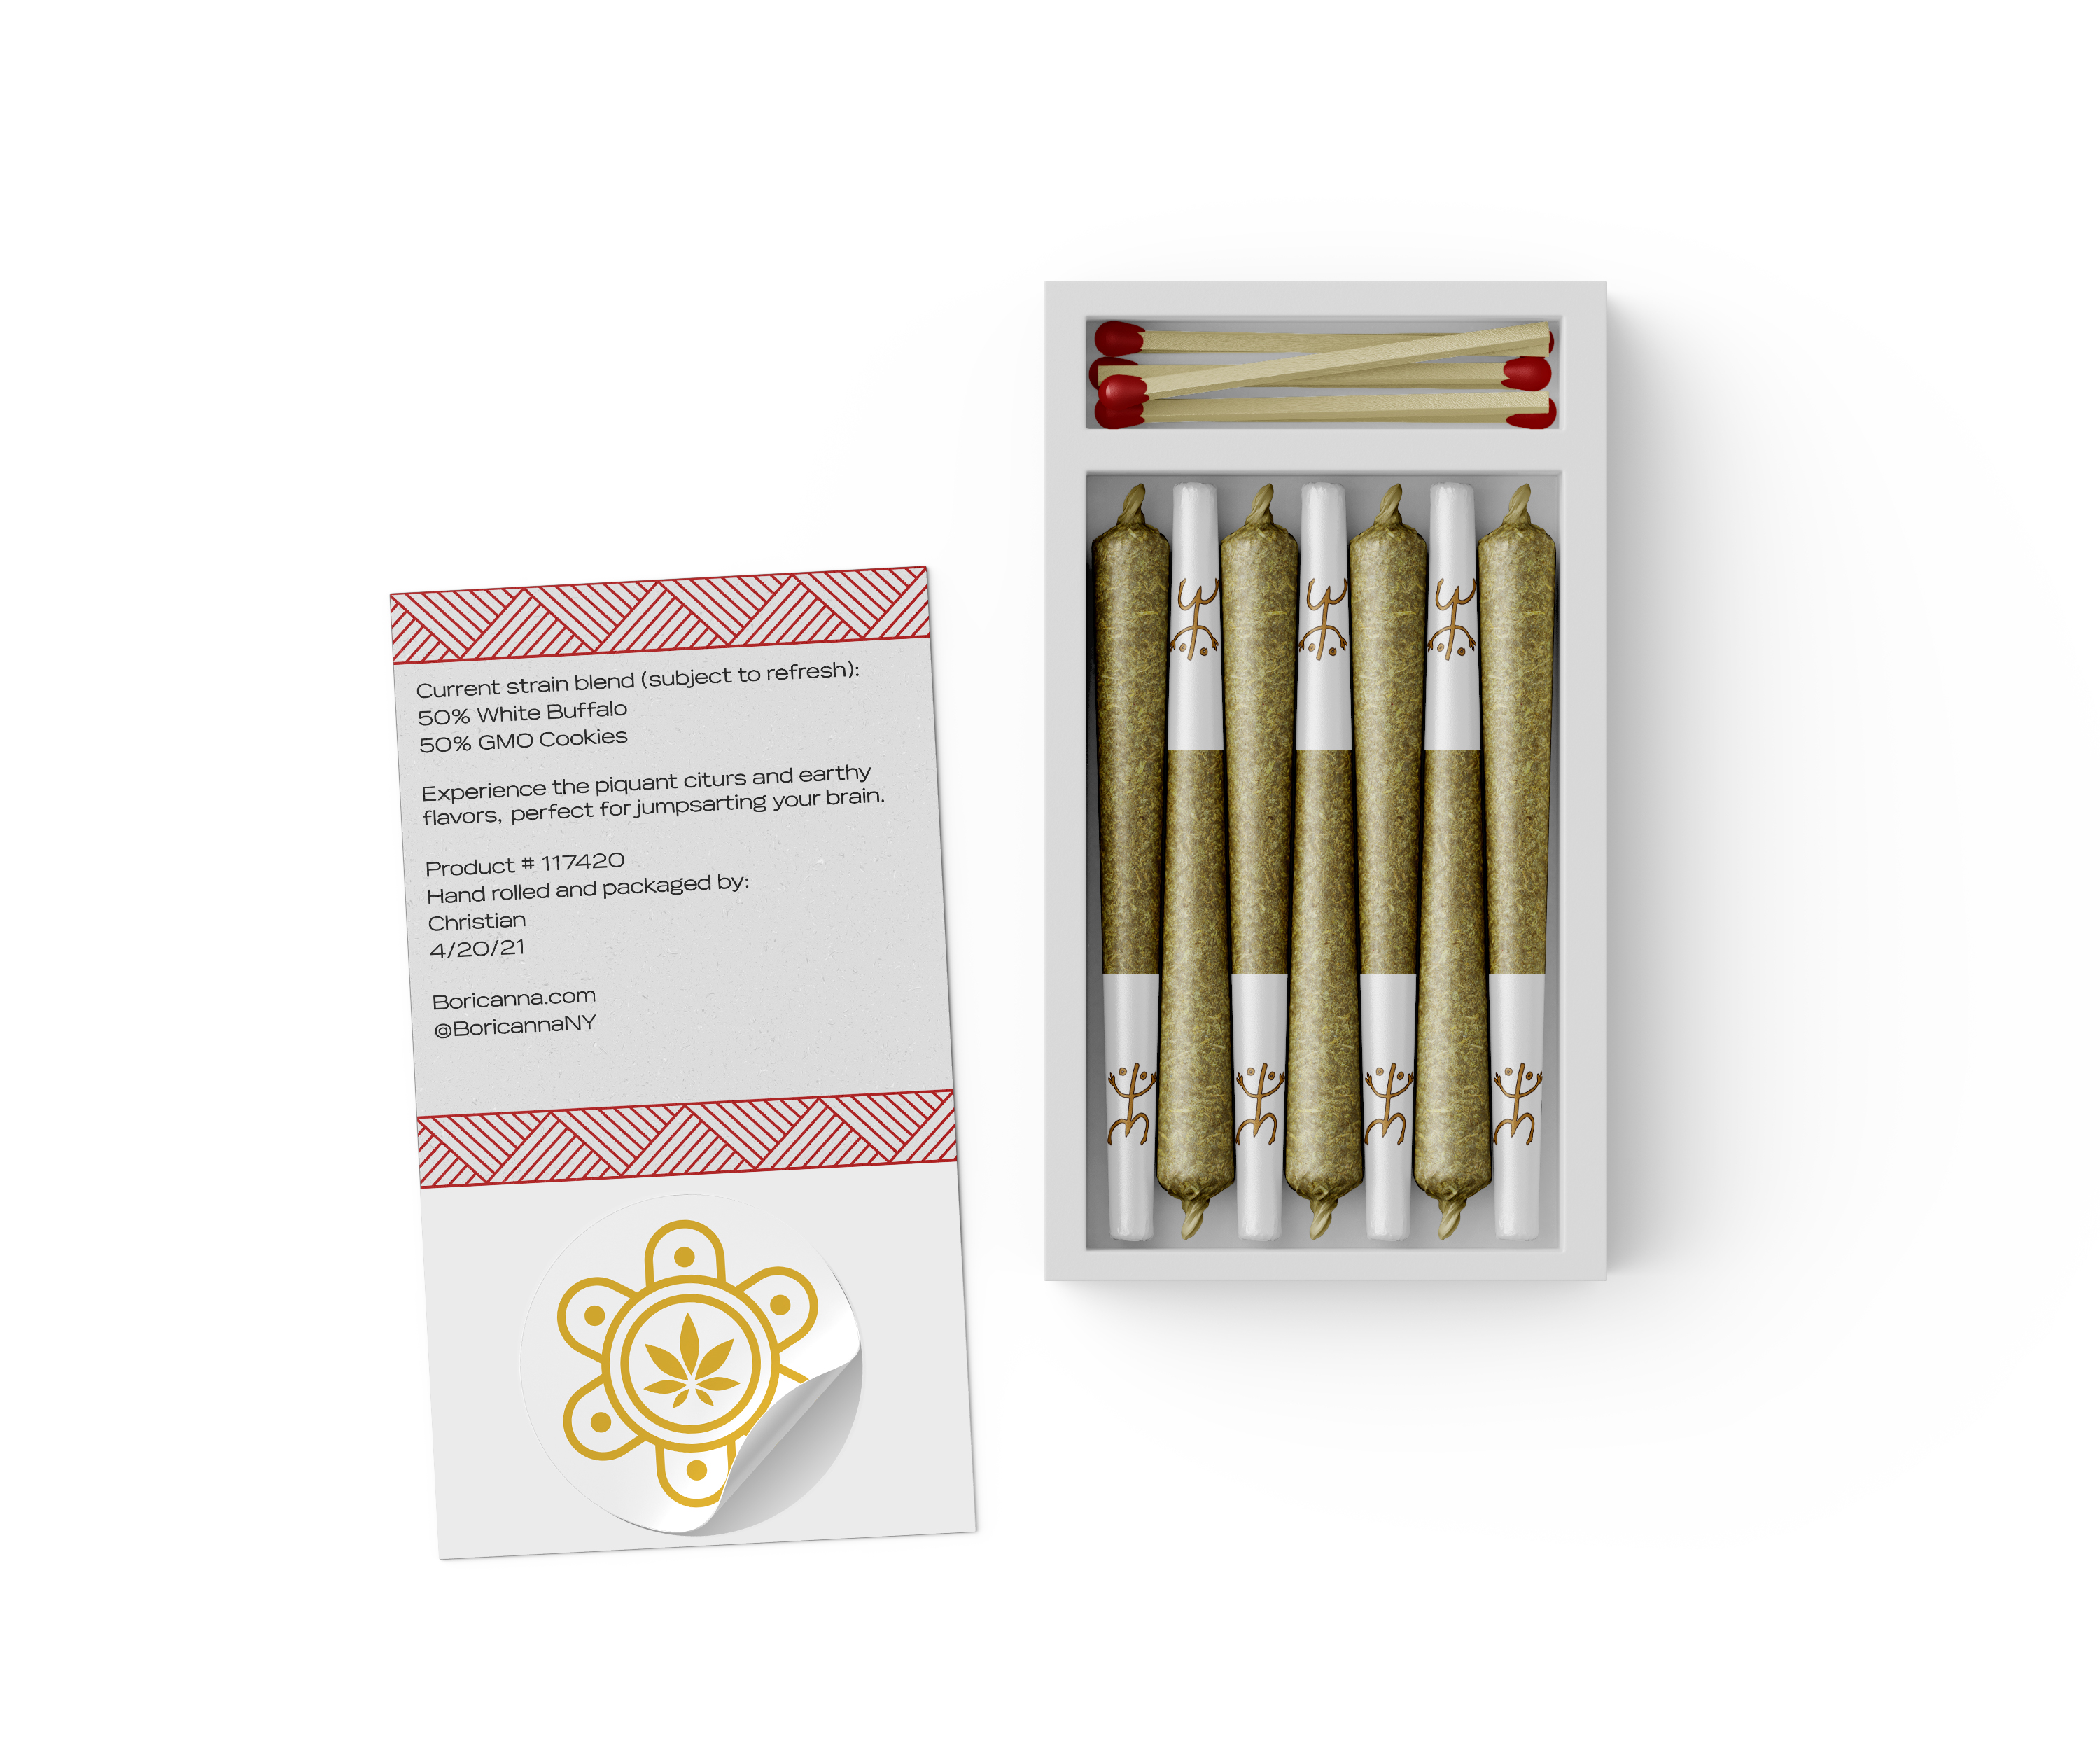 Current strain blend (subject to refresh):
50% White Buffalo
50% GMO Cookies
Experience the piquant citurs and earthy
flavors, perfect for jumpsarting your brain.
Product # 117420
Hand rolled and packaged by:
Christian
4/20/21
Boricanna.com
@BoricannaNY